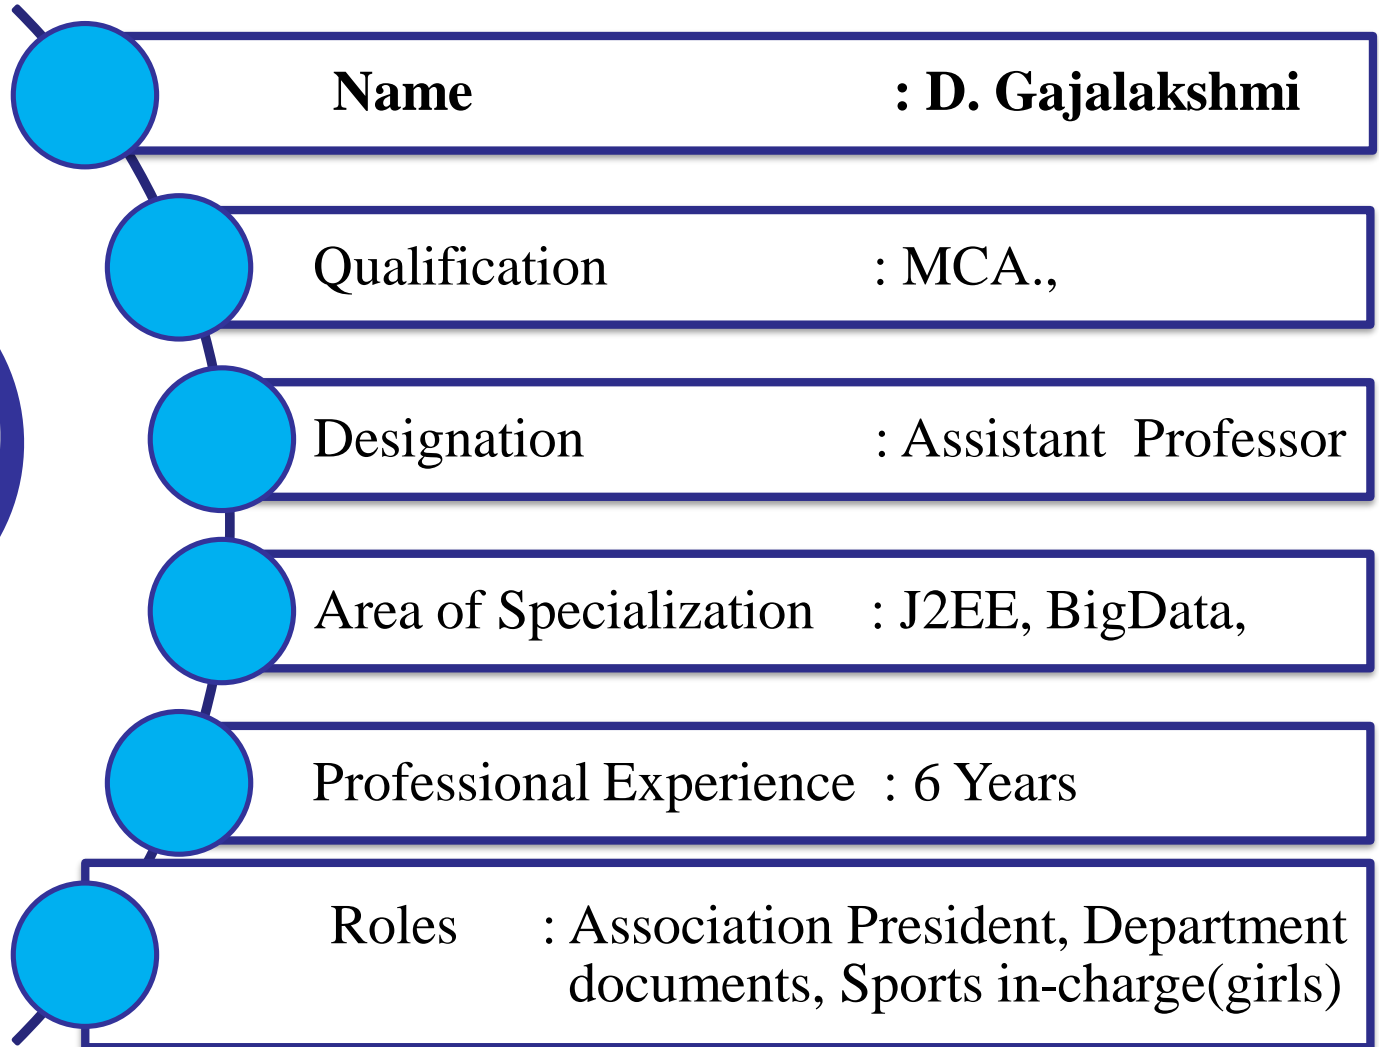 Name : D. Gajalakshmi
Qualification : MCA.,
Designation : Assistant Professor
Area of Specialization : J2EE, BigData,
Professional Experience : 6 Years
Roles : Association President, Department
documents, Sports in-charge(girls)